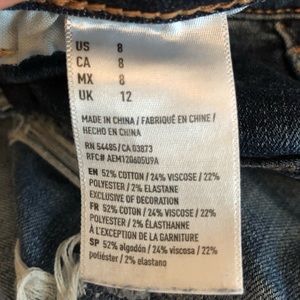 US 8
CA 8
MX 8
UK 12
MADE IN CHINA / FABRIQUÉ EN CHINE /
HECHO EN CHINA
RN 54485/CA 03873
RFC# AEM120605U9A
EN 52% COTTON / 24% VISCOSE / 22%
POLYESTER / 2% ELASTANE
EXCLUSIVE OF DECORATION
FR 52% COTON / 24% VISCOSE / 22%
POLYESTER / 2% ÉLASTHANNE
À L'EXCEPTION DE LA GARNITURE
SP 52% algodón / 24% viscosa / 22%
poliéster / 2% elastano